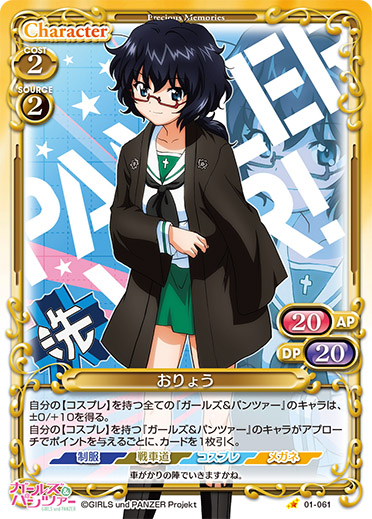 Precious Memories
Character
COST
2
SOURCE
2
PANZER
VOR!
洗
20 AP
DP 20
おりょう
自分の【コスプレ】を持つ全ての『ガールズ&パンツァー』のキャラは、
±0/+10を得る。
自分の【コスプレ】を持つ『ガールズ&パンツァー』のキャラがアプロー
チでポイントを与えるごとに、カードを1枚引く。
制服 戦車道 コスプレ メガネ
車がかりの陣でいきますかね。
ガールズ&
パンツァー
GIRLS und PANZER
©GIRLS und PANZER Projekt
01-061